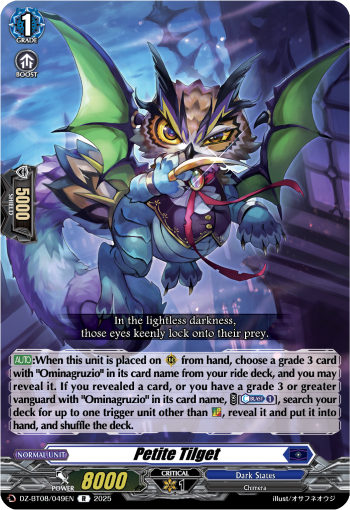 1
GRADE
BOOST
5000
SHIELD
In the lightless darkness,
those eyes keenly lock onto their prey.
AUTO:When this unit is placed on from hand, choose a grade 3 card
with "Ominagruzio" in its card name from your ride deck, and you may
reveal it. If you revealed a card, or you have a grade 3 or greater
vanguard with "Ominagruzio" in its card name, BLAST 1, search your
deck for up to one trigger unit other than , reveal it and put it into
hand, and shuffle the deck.
NORMAL UNIT
Petite Tilget
POWER 8000
CRITICAL
1
Dark States
Chimera
DZ-BT08/049EN R 2025
illust/オサフネオウジ